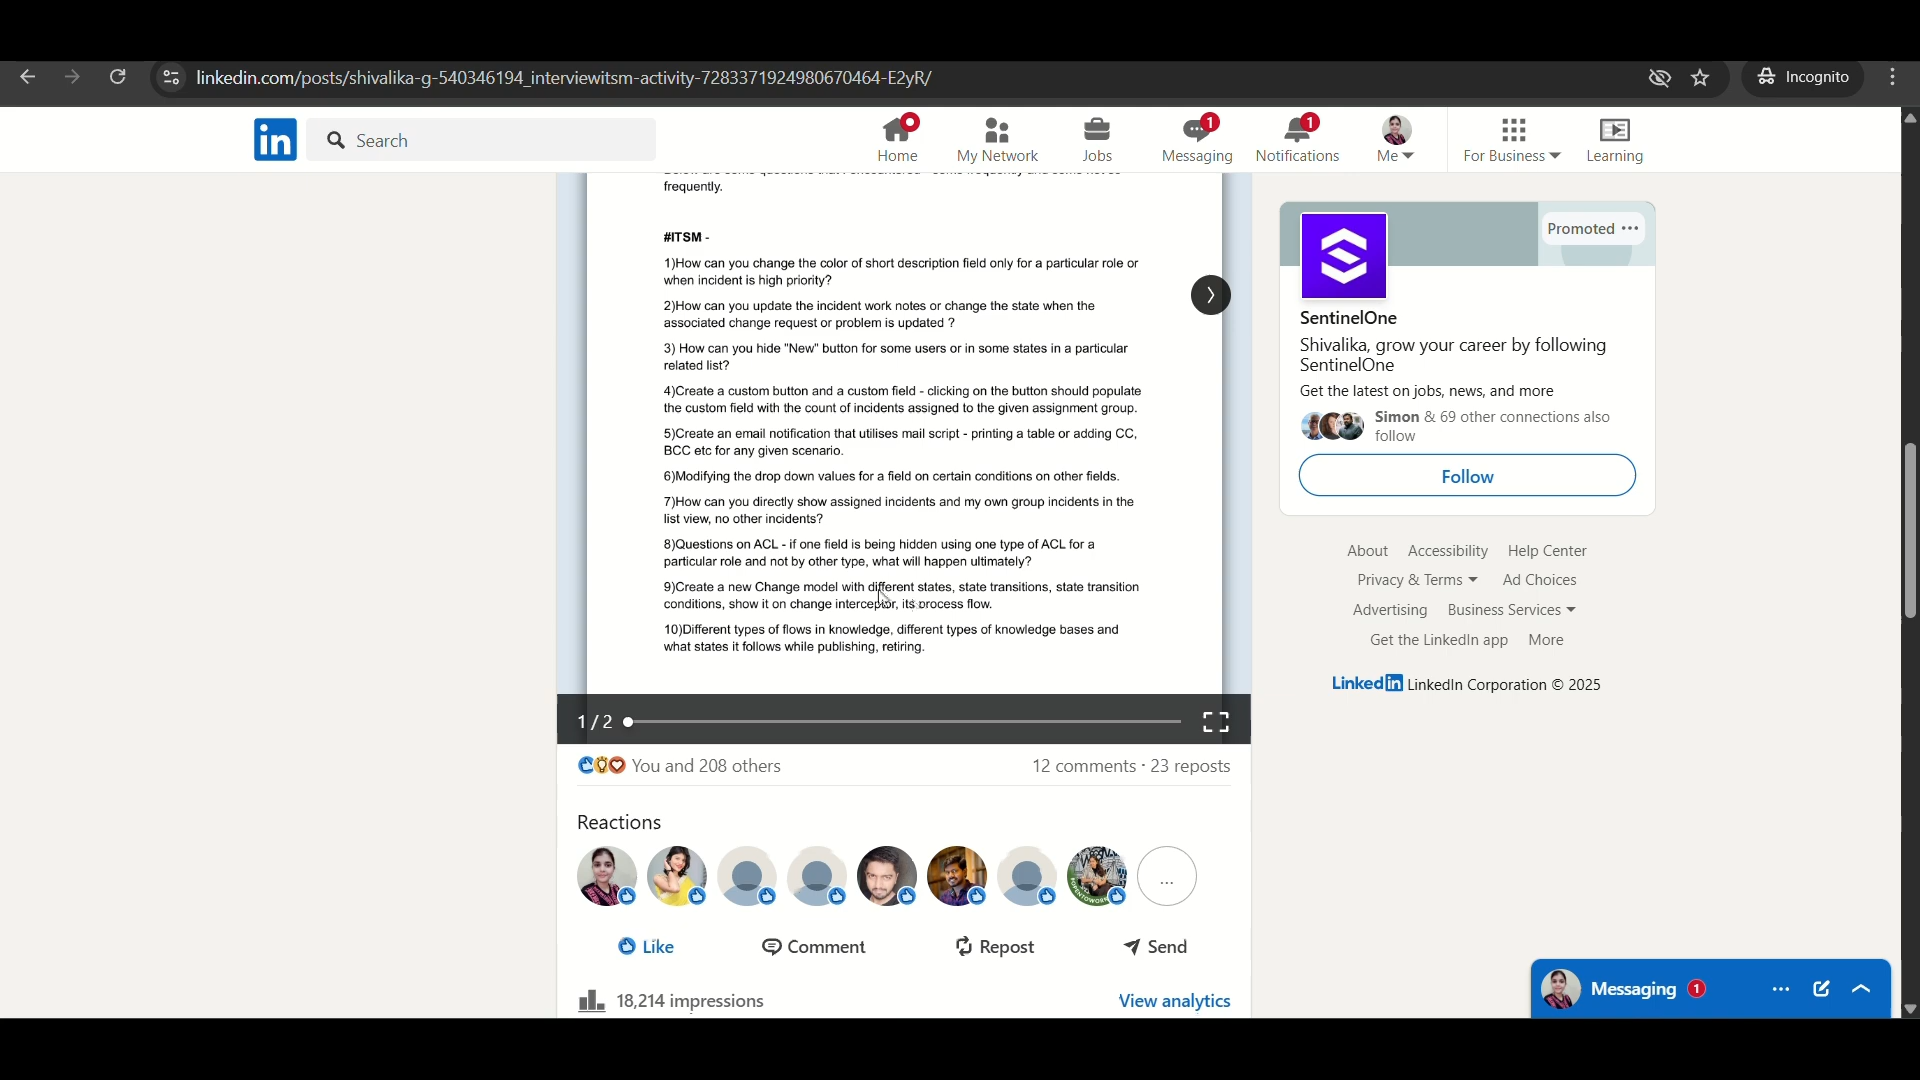 linkedin.com/posts/shivalika-g-540346194_interviewitsm-activity-7283371924980670464-E2yR/
Incognito
in
Search
Home
My Network
Jobs
1
Messaging
1
Notifications
Me
For Business
Learning
frequently.
#ITSM -
1)How can you change the color of short description field only for a particular role or
when incident is high priority?
2)How can you update the incident work notes or change the state when the
associated change request or problem is updated ?
3) How can you hide "New" button for some users or in some states in a particular
related list?
4)Create a custom button and a custom field - clicking on the button should populate
the custom field with the count of incidents assigned to the given assignment group.
5)Create an email notification that utilises mail script - printing a table or adding CC,
BCC etc for any given scenario.
6)Modifying the drop down values for a field on certain conditions on other fields.
7)How can you directly show assigned incidents and my own group incidents in the
list view, no other incidents?
8)Questions on ACL - if one field is being hidden using one type of ACL for a
particular role and not by other type, what will happen ultimately?
9)Create a new Change model with different states, state transitions, state transition
conditions, show it on change interceptor, its process flow.
10)Different types of flows in knowledge, different types of knowledge bases and
what states it follows while publishing, retiring.
1 / 2
You and 208 others
12 comments · 23 reposts
Reactions
...
Like
Comment
Repost
Send
18,214 impressions
View analytics
Promoted ...
SentinelOne
Shivalika, grow your career by following
SentinelOne
Get the latest on jobs, news, and more
Simon & 69 other connections also
follow
Follow
About Accessibility Help Center
Privacy & Terms Ad Choices
Advertising Business Services
Get the LinkedIn app More
Linked in LinkedIn Corporation © 2025
Messaging 1